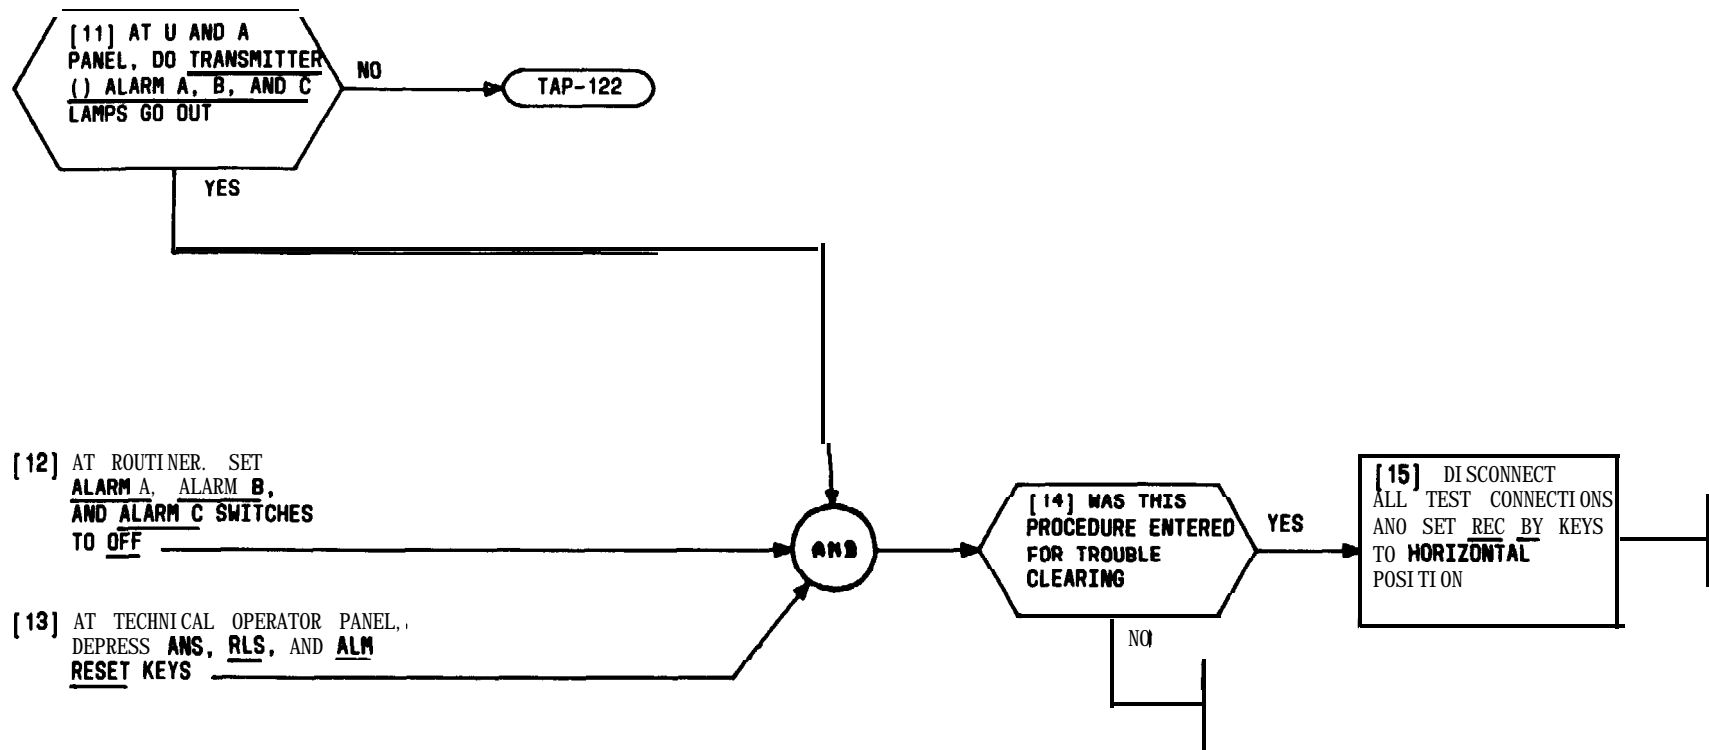 [11] AT U AND A
PANEL, DO TRANSMITTER
() ALARM A, B, AND C
LAMPS GO OUT
NO
TAP-122
YES
[12] AT ROUTINER. SET
ALARM A, ALARM B,
AND ALARM C SWITCHES
TO OFF
[13] AT TECHNICAL OPERATOR PANEL,
DEPRESS ANS, RLS, AND ALM
RESET KEYS
[14] WAS THIS
PROCEDURE ENTERED
FOR TROUBLE
CLEARING
YES
NO
[15] DISCONNECT
ALL TEST CONNECTIONS
ANO SET REC BY KEYS
TO HORIZONTAL
POSITION